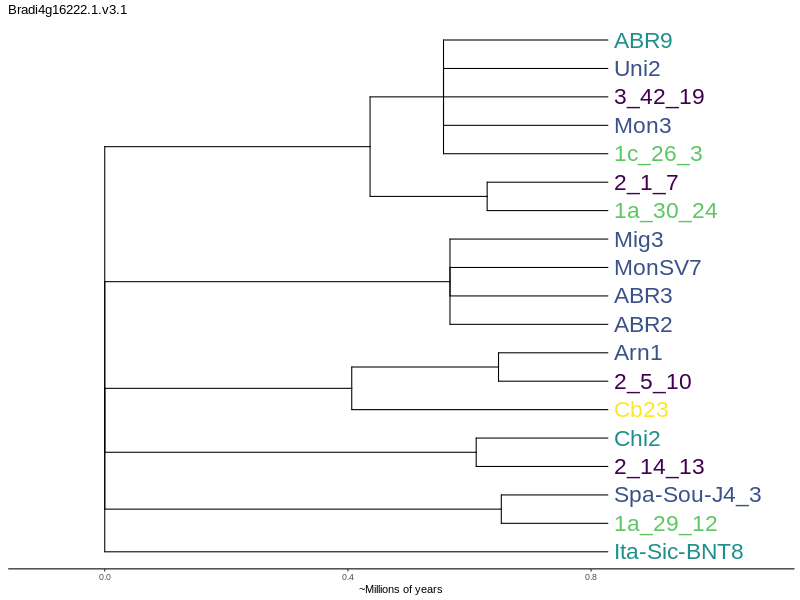 Bradi4g16222.1.v3.1
ABR9
Uni2
3_42_19
Mon3
1c_26_3
2_1_7
1a_30_24
Mig3
MonSV7
ABR3
ABR2
Arn1
2_5_10
Cb23
Chi2
2_14_13
Spa-Sou-J4_3
1a_29_12
Ita-Sic-BNT8
0.0 0.4 0.8
~Millions of years